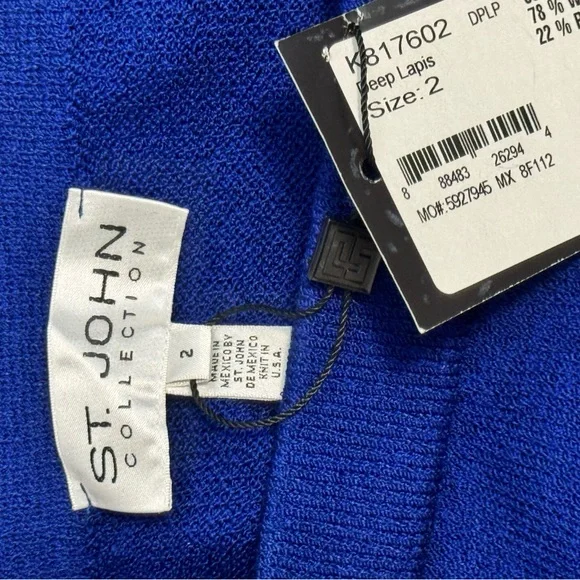 K817602 DPLP
Deep Lapis
Size: 2
78 %
22 %
8 88483 26294 4
MO#:5927945 MX 8F112
ST. JOHN
COLLECTION
2
MADE IN
MEXICO BY
ST. JOHN
DE MEXICO
KNIT IN
U.S.A.